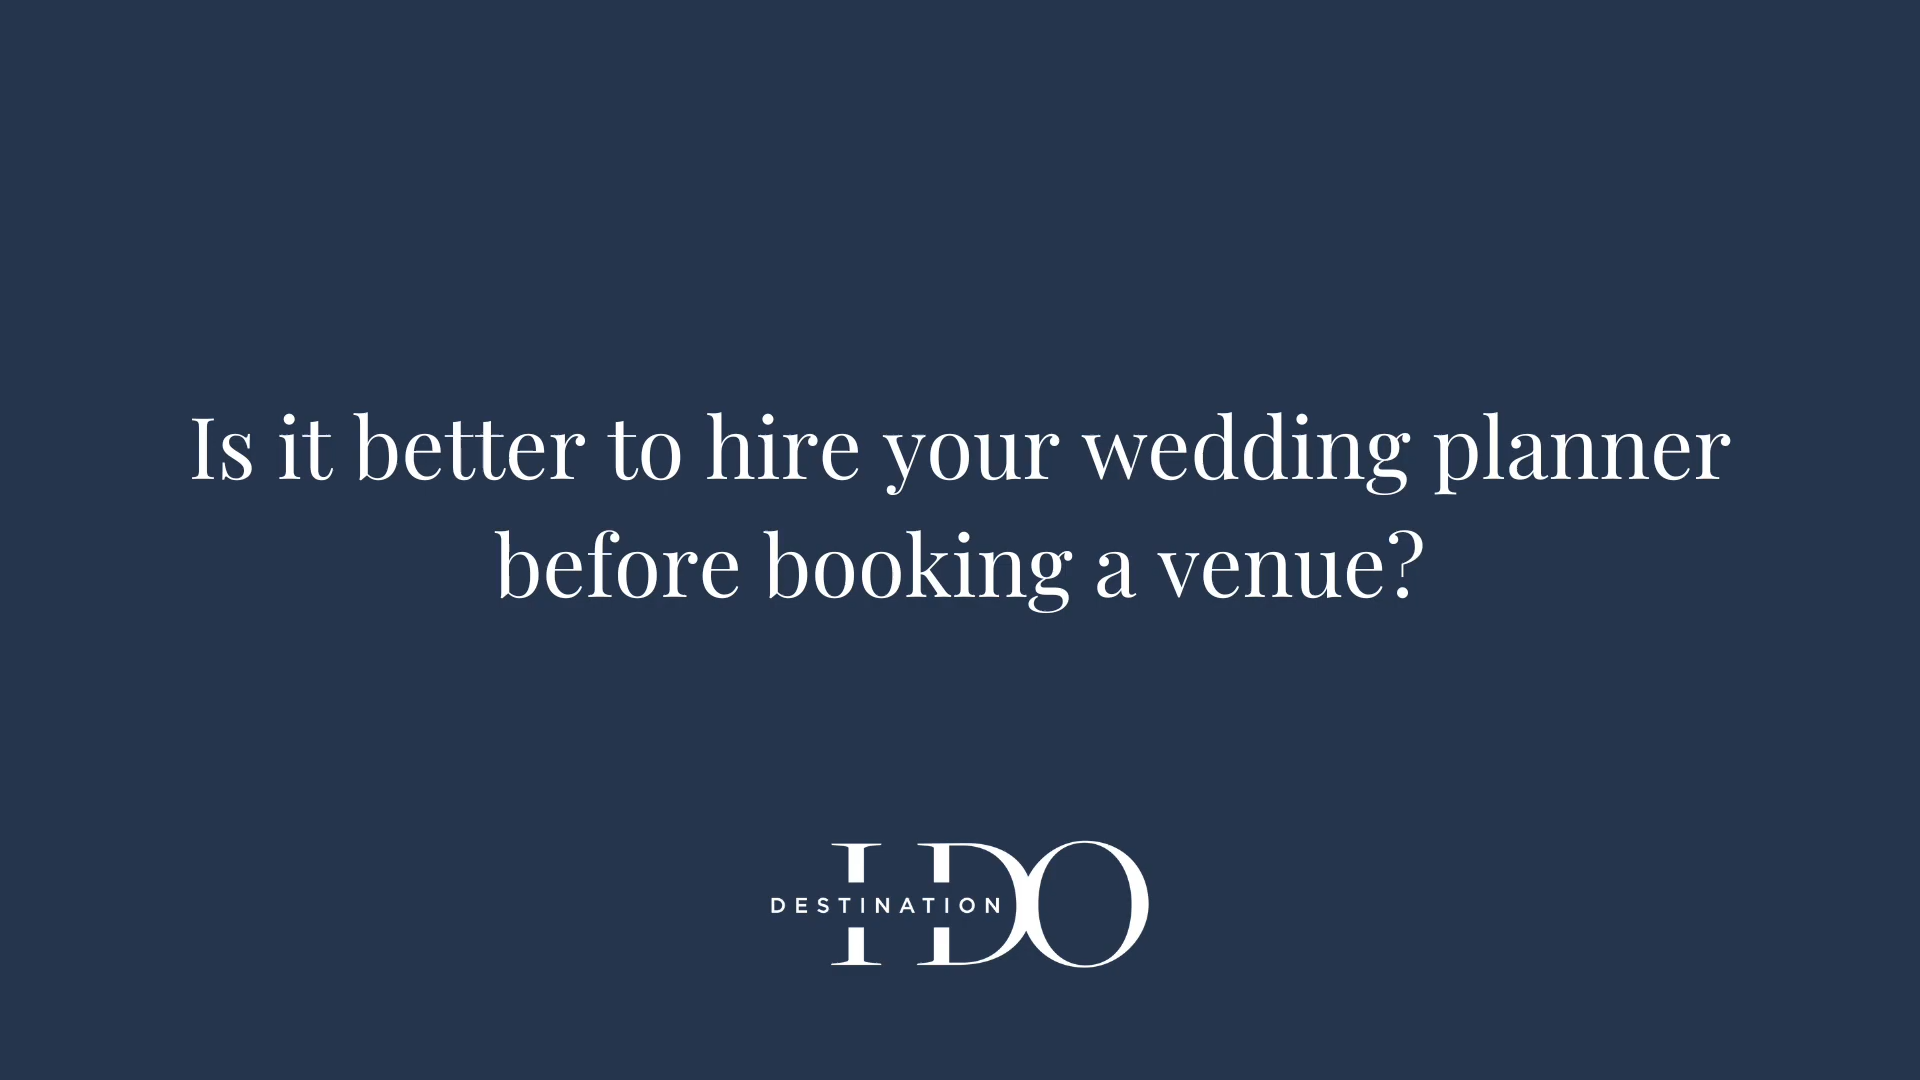 Is it better to hire your wedding planner
before booking a venue?
I DO
DESTINATION